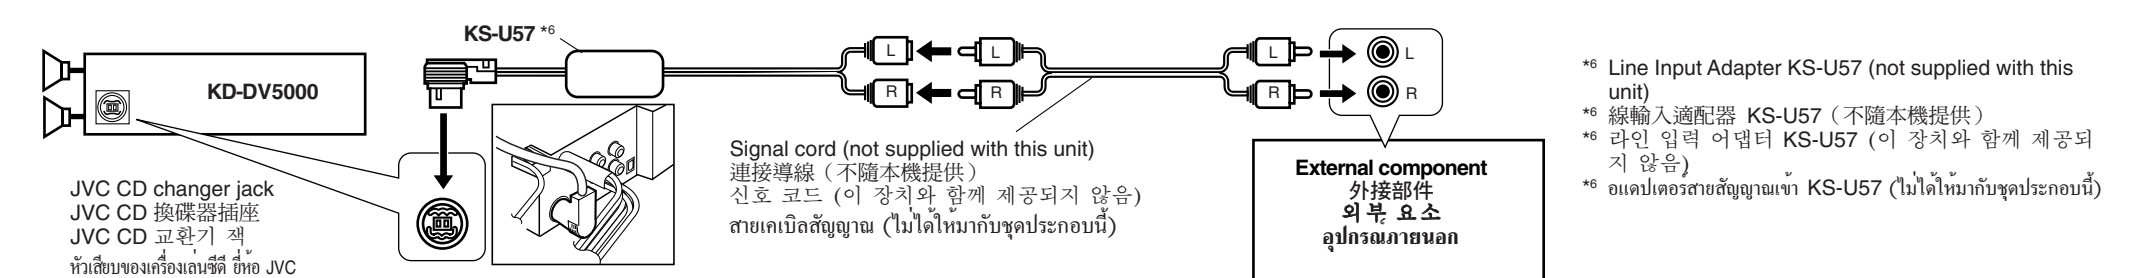 KS-U57 *6
KD-DV5000
L
L
L
L
R
R
R
R
JVC CD changer jack
JVC CD 換碟器插座
JVC CD 교환기 잭
หัวเสียบของเครื่องเล่นซีดี ยี่ห้อ JVC
Signal cord (not supplied with this unit)
連接導線（不隨本機提供）
신호 코드 (이 장치와 함께 제공되지 않음)
สายเคเบิลสัญญาณ (ไม่ได้ให้มากับชุดประกอบนี้)
External component
外接部件
외부 요소
อุปกรณ์ภายนอก
*6 Line Input Adapter KS-U57 (not supplied with this
unit)
*6 線輸入適配器 KS-U57（不隨本機提供）
*6 라인 입력 어댑터 KS-U57 (이 장치와 함께 제공되
지 않음)
*6 อแดปเตอร์สายสัญญาณเข้า KS-U57 (ไม่ได้ให้มากับชุดประกอบนี้)